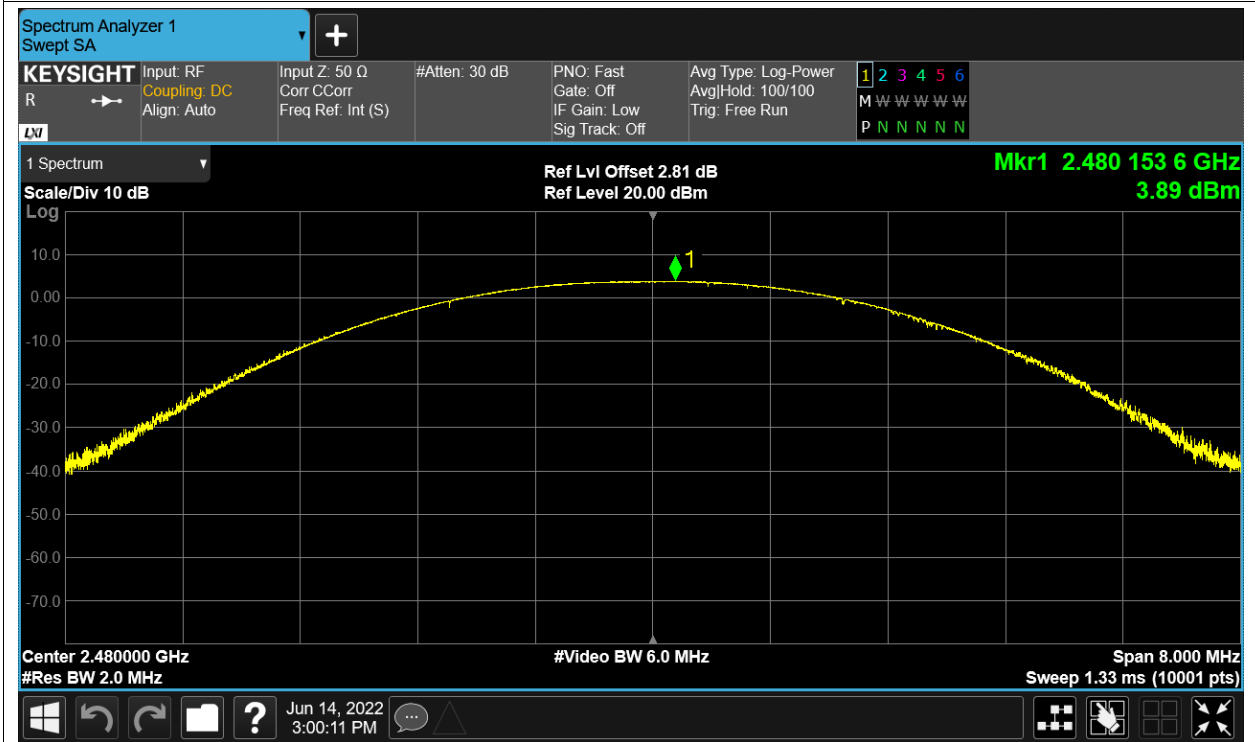 Spectrum Analyzer 1
Swept SA
+
KEYSIGHT
R
LXI
Input: RF
Coupling: DC
Align: Auto
Input Z: 50 Ω
Corr CCorr
Freq Ref: Int (S)
#Atten: 30 dB
PNO: Fast
Gate: Off
IF Gain: Low
Sig Track: Off
Avg Type: Log-Power
Avg|Hold: 100/100
Trig: Free Run
1 2 3 4 5 6
M W W W W W
P N N N N N
1 Spectrum
Scale/Div 10 dB
Log
Ref Lvl Offset 2.81 dB
Ref Level 20.00 dBm
Mkr1 2.480 153 6 GHz
3.89 dBm
1
10.0
0.00
-10.0
-20.0
-30.0
-40.0
-50.0
-60.0
-70.0
Center 2.480000 GHz
#Res BW 2.0 MHz
#Video BW 6.0 MHz
Span 8.000 MHz
Sweep 1.33 ms (10001 pts)
?
Jun 14, 2022
3:00:11 PM